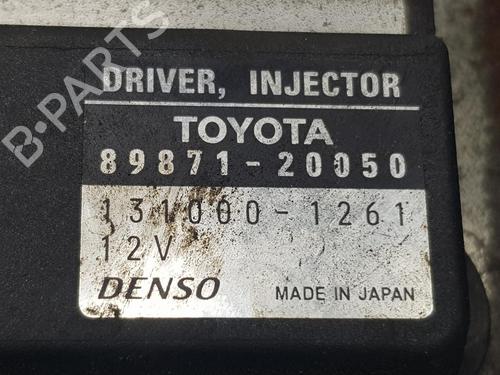 B-PARTS
DRIVER, INJECTOR
TOYOTA
89871-20050
131000-1261
12V
DENSO MADE IN JAPAN